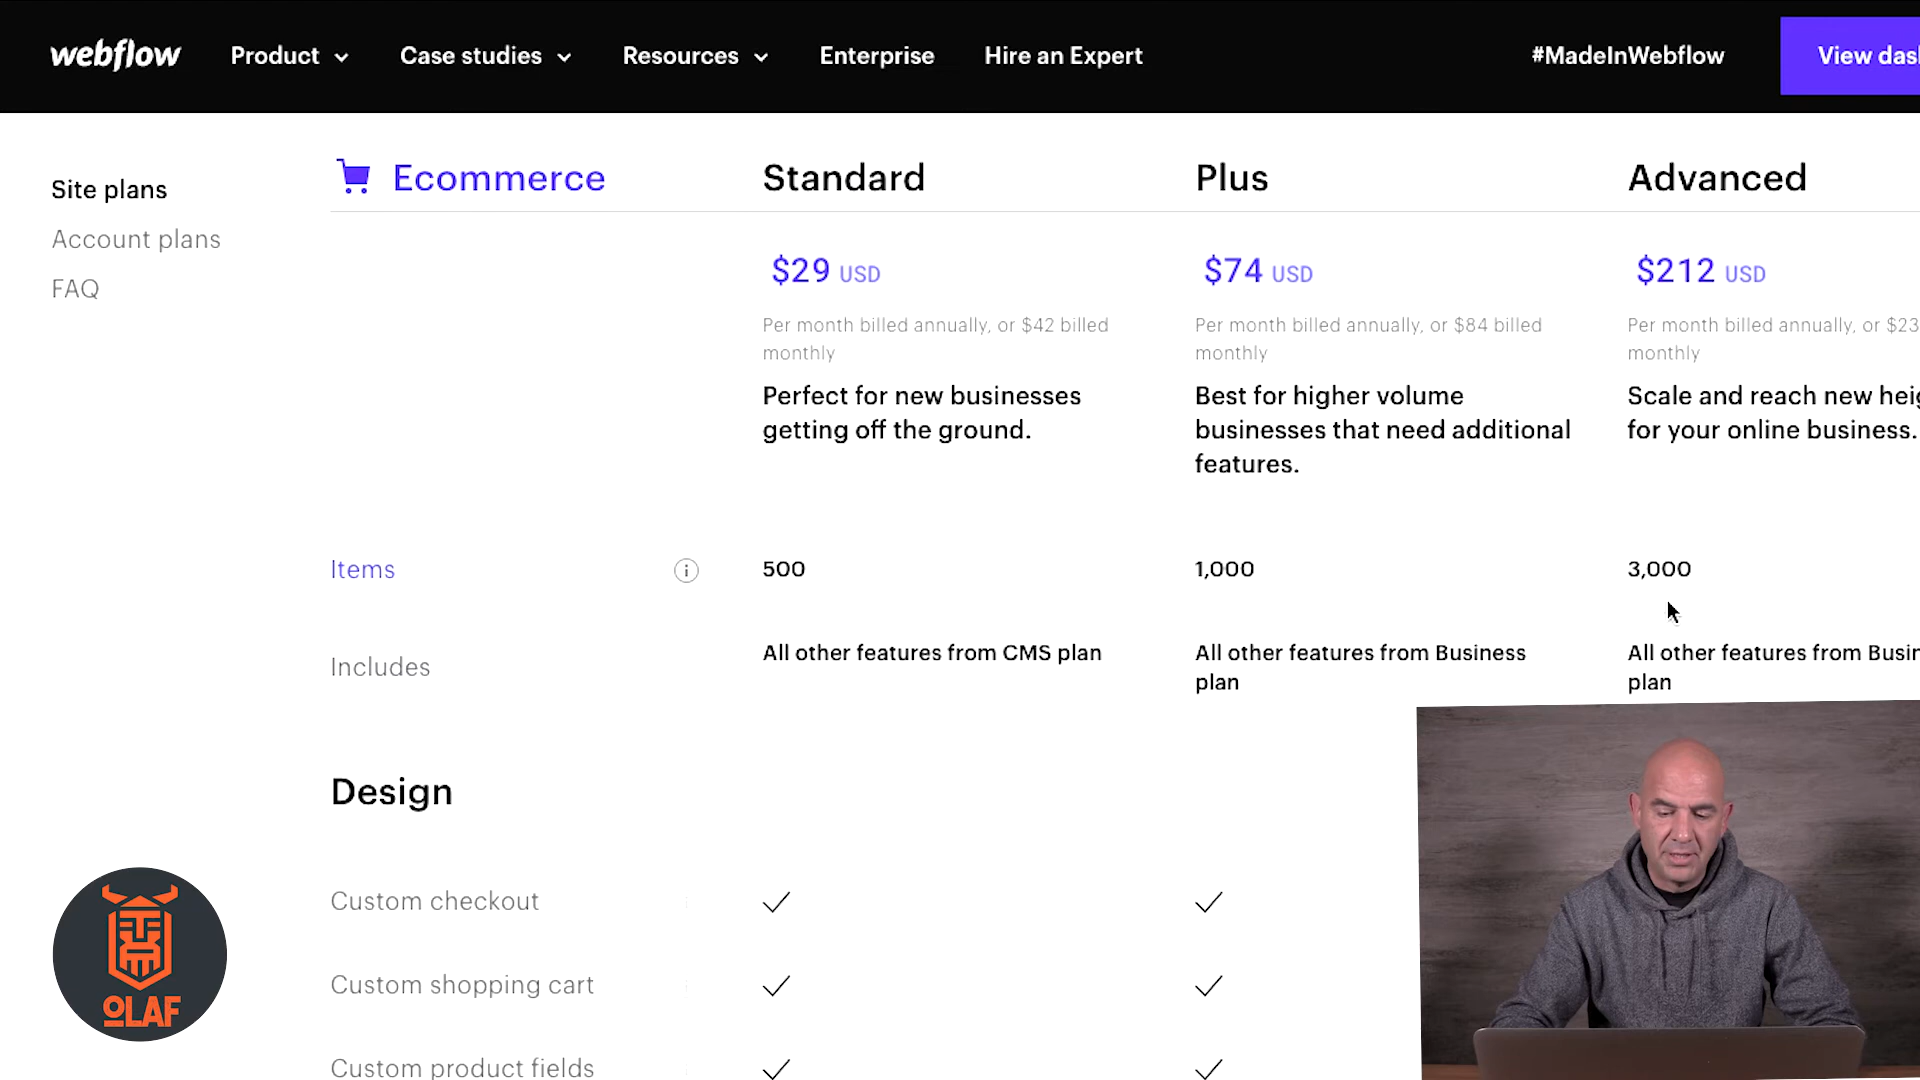 webflow Product Case studies Resources Enterprise Hire an Expert #MadeInWebflow View
Site plans
Account plans
FAQ
Ecommerce Standard Plus Advanced
$29 USD $74 USD $212 USD
Per month billed annually, or $42 billed
monthly
Per month billed annually, or $84 billed
monthly
Per month billed annually, or
monthly
Perfect for new businesses
getting off the ground.
Best for higher volume
businesses that need additional
features.
Scale and reach new
for your online business.
Items 500 1,000 3,000
Includes
All other features from CMS plan
All other features from Business
plan
All other features from
plan
Design
Custom checkout
Custom shopping cart
Custom product fields
OLAF